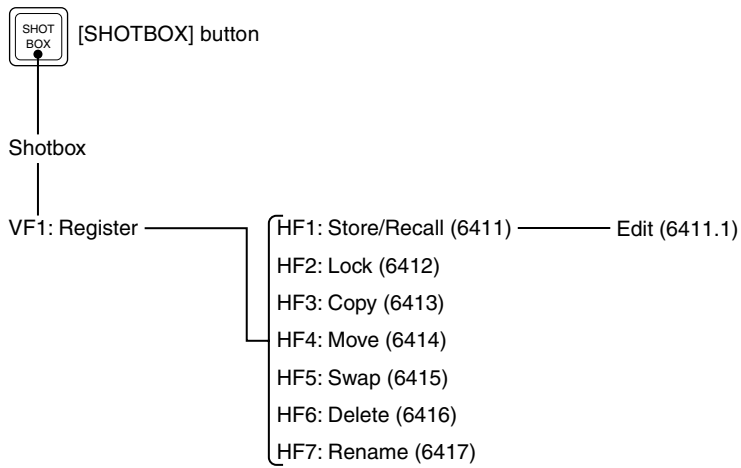 SHOT
BOX
[SHOTBOX] button
Shotbox
VF1: Register
HF1: Store/Recall (6411)
Edit (6411.1)
HF2: Lock (6412)
HF3: Copy (6413)
HF4: Move (6414)
HF5: Swap (6415)
HF6: Delete (6416)
HF7: Rename (6417)